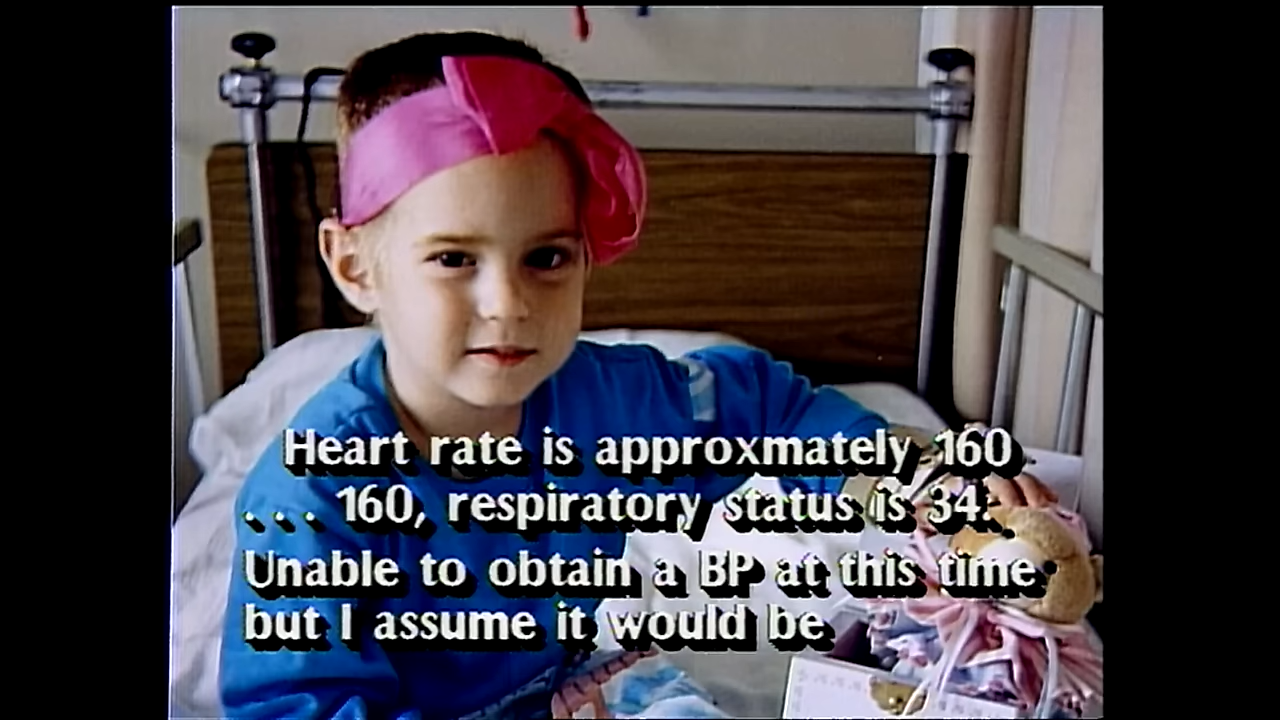 Heart rate is approxmately 160
. . . 160, respiratory status is 34.
Unable to obtain a BP at this time
but I assume it would be